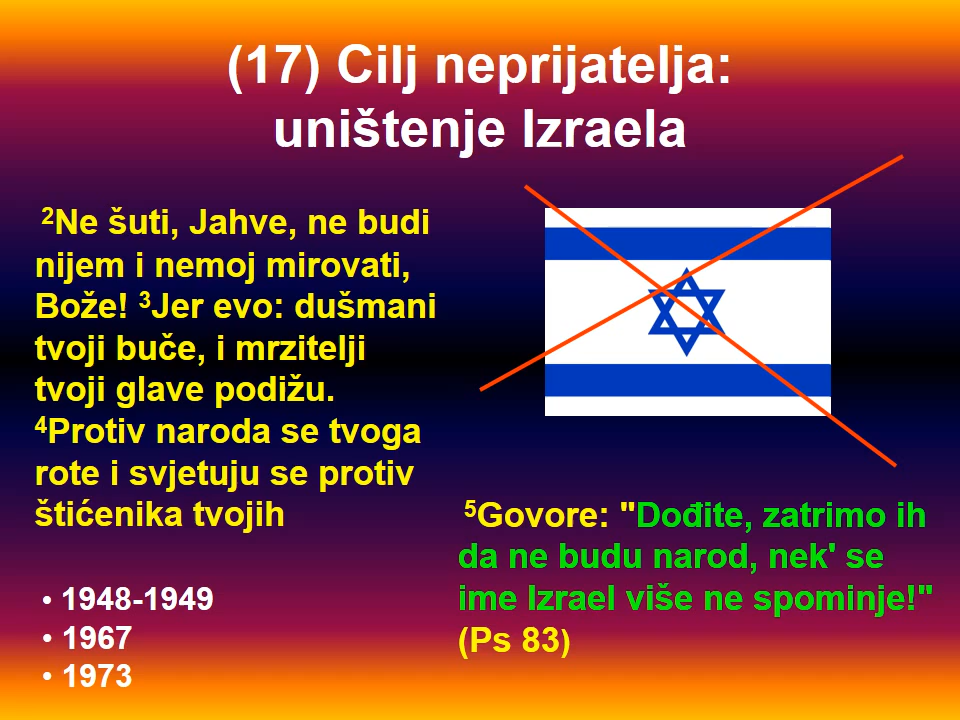 (17) Cilj neprijatelja:
uništenje Izraela
²Ne šuti, Jahve, ne budi
nijem i nemoj mirovati,
Bože! ³Jer evo: dušmani
tvoji buče, i mrzitelji
tvoji glave podižu.
⁴Protiv naroda se tvoga
rote i svjetuju se protiv
štićenika tvojih
• 1948-1949
• 1967
• 1973
⁵Govore: "Dođite, zatrimo ih
da ne budu narod, nek' se
ime Izrael više ne spominje!"
(Ps 83)